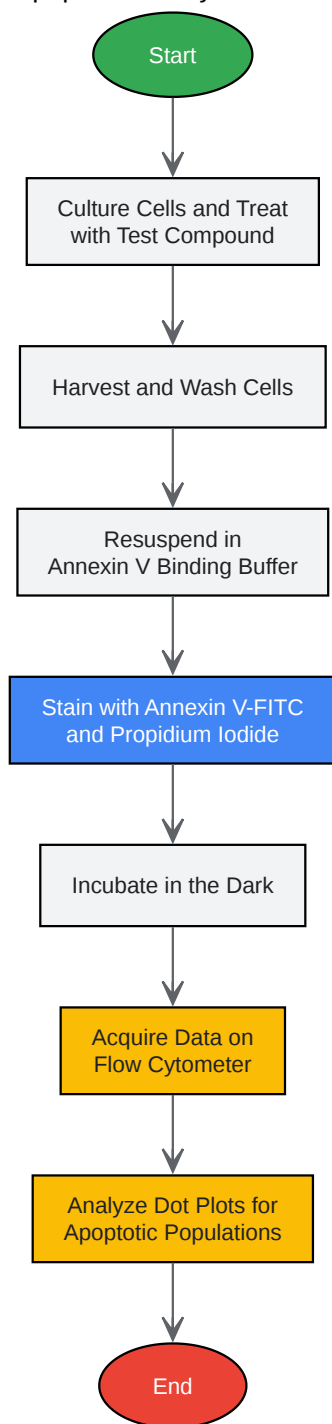 Start
Culture Cells and Treat
with Test Compound
Harvest and Wash Cells
Resuspend in
Annexin V Binding Buffer
Stain with Annexin V-FITC
and Propidium Iodide
Incubate in the Dark
Acquire Data on
Flow Cytometer
Analyze Dot Plots for
Apoptotic Populations
End